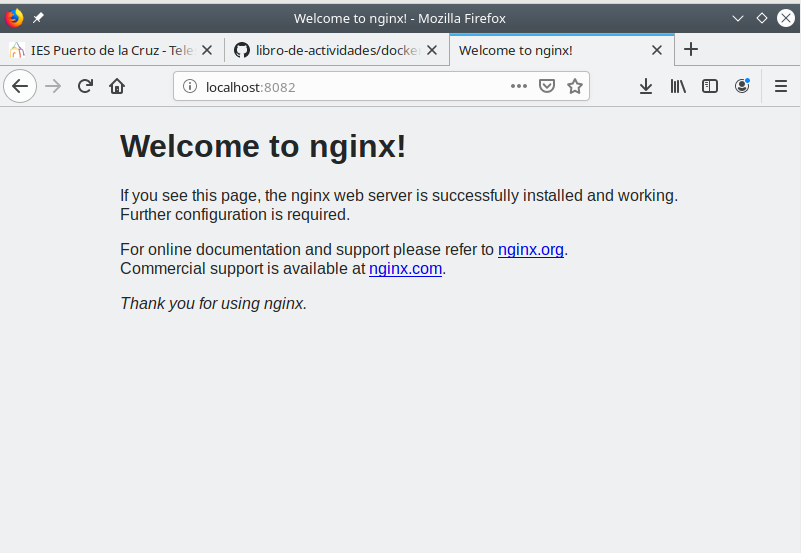 Welcome to nginx! - Mozilla Firefox
IES Puerto de la Cruz - Tele
libro-de-actividades/docke
Welcome to nginx!
localhost:8082
Welcome to nginx!
If you see this page, the nginx web server is successfully installed and working.
Further configuration is required.
For online documentation and support please refer to nginx.org.
Commercial support is available at nginx.com.
Thank you for using nginx.